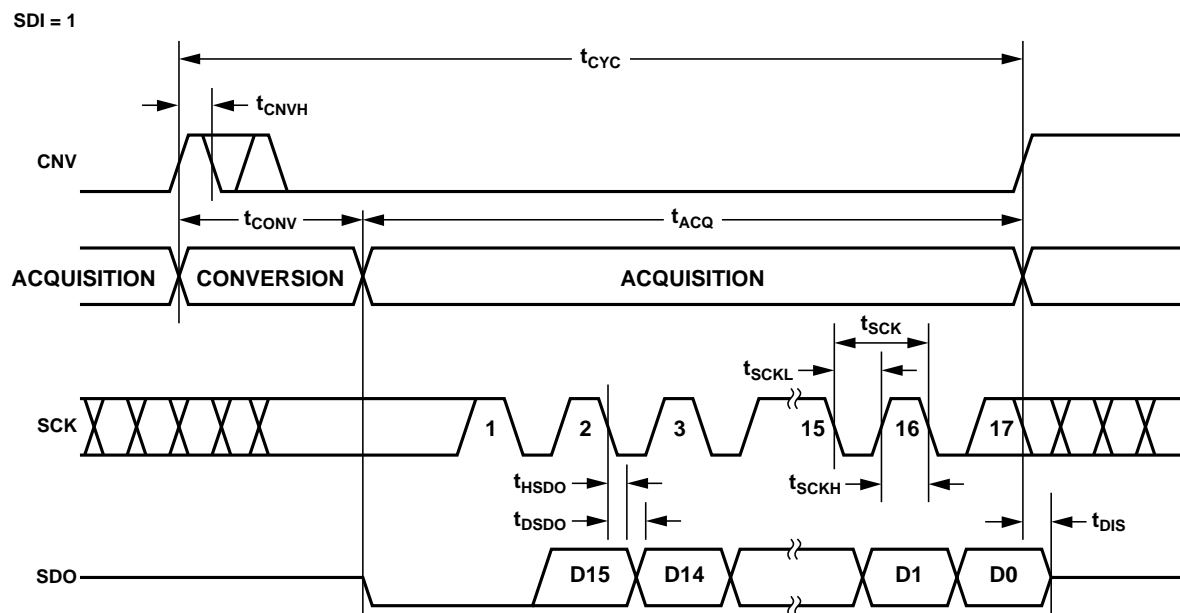 SDI = 1
tCYC
tCNVH
CNV
tCONV
tACQ
ACQUISITION
CONVERSION
ACQUISITION
tSCK
tSCKL
SCK
1
2
3
15
16
17
tHSDO
tSCKH
tDSDO
tDIS
SDO
D15
D14
D1
D0